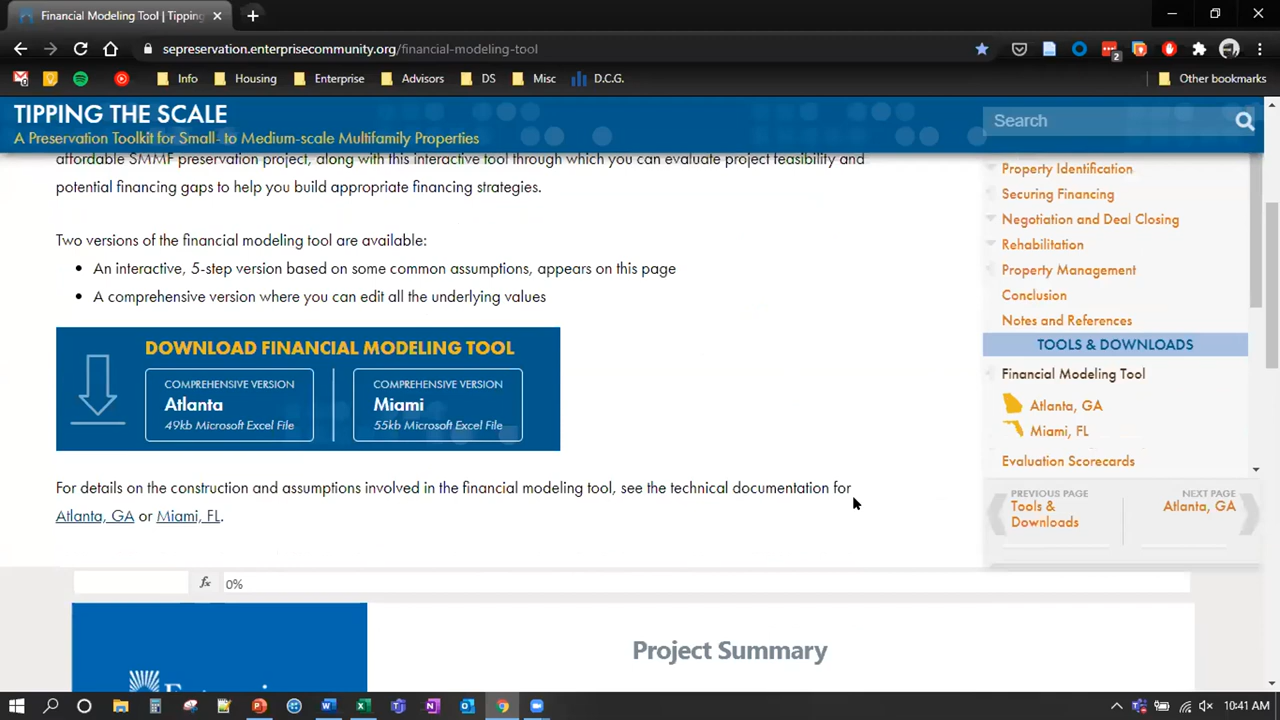 Financial Modeling Tool | Tipping
sepreservation.enterprisecommunity.org/financial-modeling-tool
2
Info
Housing
Enterprise
Advisors
DS
Misc
D.C.G.
Other bookmarks
TIPPING THE SCALE
A Preservation Toolkit for Small- to Medium-scale Multifamily Properties
Search
affordable SMMF preservation project, along with this interactive tool through which you can evaluate project feasibility and
potential financing gaps to help you build appropriate financing strategies.
Two versions of the financial modeling tool are available:
• An interactive, 5-step version based on some common assumptions, appears on this page
• A comprehensive version where you can edit all the underlying values
DOWNLOAD FINANCIAL MODELING TOOL
COMPREHENSIVE VERSION
Atlanta
49kb Microsoft Excel File
COMPREHENSIVE VERSION
Miami
55kb Microsoft Excel File
For details on the construction and assumptions involved in the financial modeling tool, see the technical documentation for
Atlanta, GA or Miami, FL.
Property Identification
Securing Financing
Negotiation and Deal Closing
Rehabilitation
Property Management
Conclusion
Notes and References
TOOLS & DOWNLOADS
Financial Modeling Tool
Atlanta, GA
Miami, FL
Evaluation Scorecards
PREVIOUS PAGE
Tools &
Downloads
NEXT PAGE
Atlanta, GA
fx 0%
Project Summary
10:41 AM